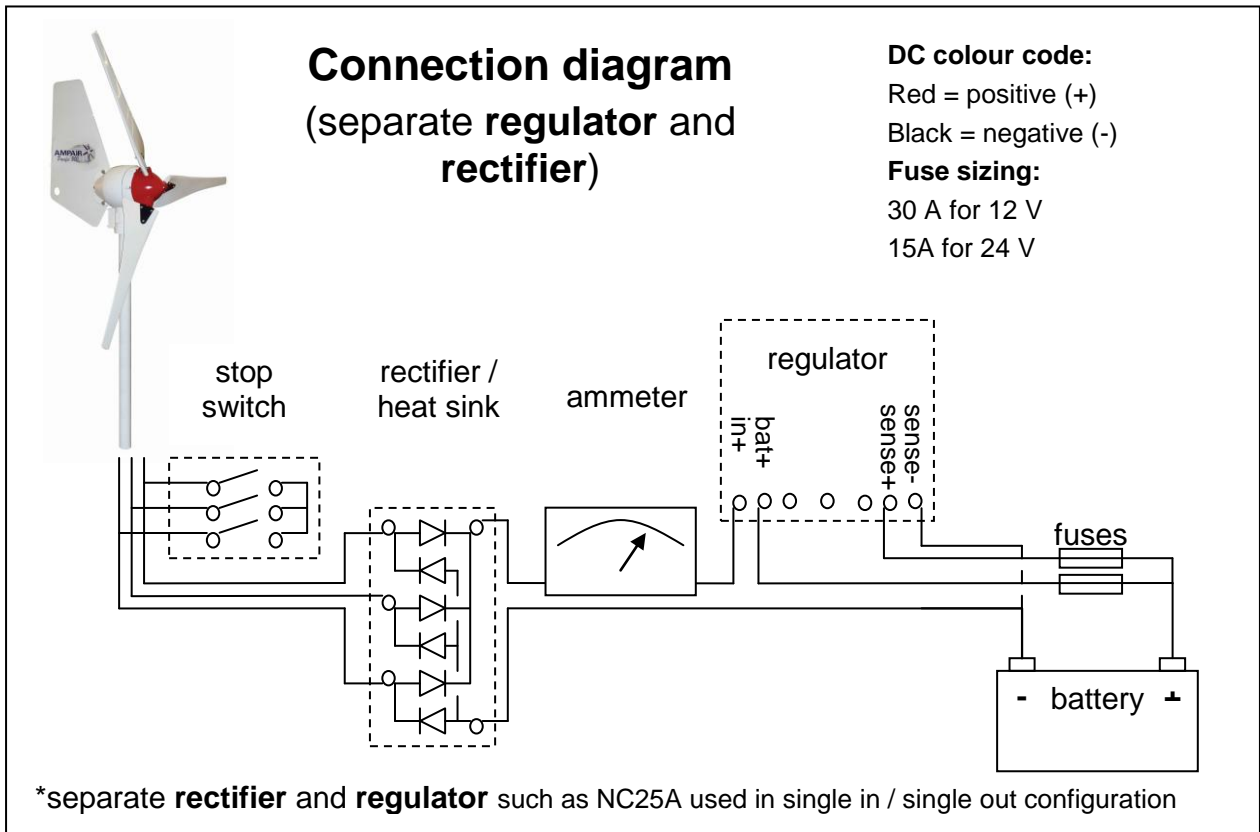 Connection diagram
(separate regulator and
rectifier)
DC colour code:
Red = positive (+)
Black = negative (-)
Fuse sizing:
30 A for 12 V
15A for 24 V
AMPAIR
stop
switch
rectifier /
heat sink
ammeter
regulator
in+
bat+
sense+
sense-
fuses
- battery +
*separate rectifier and regulator such as NC25A used in single in / single out configuration